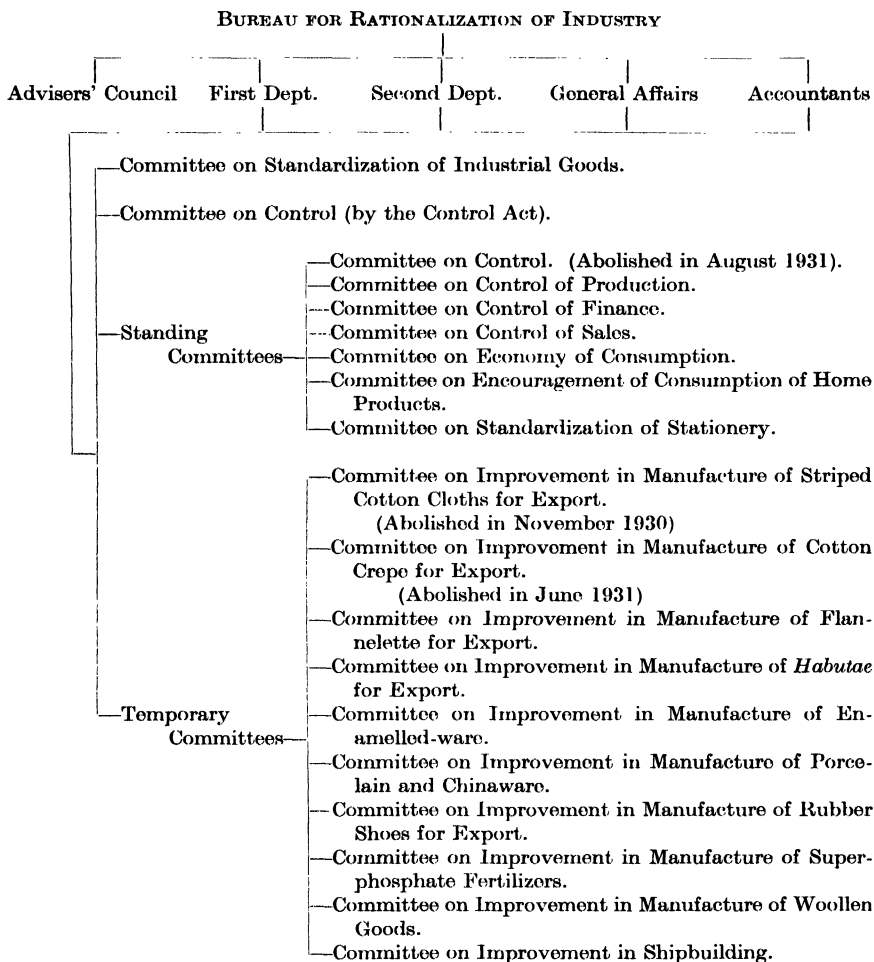 BUREAU FOR RATIONALIZATION OF INDUSTRY
Advisers' Council First Dept. Second Dept. General Affairs Accountants
Committee on Standardization of Industrial Goods.
Committee on Control (by the Control Act).
Committee on Control. (Abolished in August 1931).
Committee on Control of Production.
Committee on Control of Finance.
Standing
Committee on Control of Sales.
Committees
Committee on Economy of Consumption.
Committee on Encouragement of Consumption of Home
Products.
Committee on Standardization of Stationery.
Committee on Improvement in Manufacture of Striped
Cotton Cloths for Export.
(Abolished in November 1930)
Committee on Improvement in Manufacture of Cotton
Crepe for Export.
(Abolished in June 1931)
Committee on Improvement in Manufacture of Flan-
nelette for Export.
Committee on Improvement in Manufacture of Habutae
for Export.
Temporary
Committees
Committee on Improvement in Manufacture of En-
amelled-ware.
Committee on Improvement in Manufacture of Porce-
lain and Chinaware.
Committee on Improvement in Manufacture of Rubber
Shoes for Export.
Committee on Improvement in Manufacture of Super-
phosphate Fertilizers.
Committee on Improvement in Manufacture of Woollen
Goods.
Committee on Improvement in Shipbuilding.